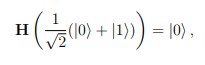 H(1/√2(|0⟩ + |1⟩)) = |0⟩,